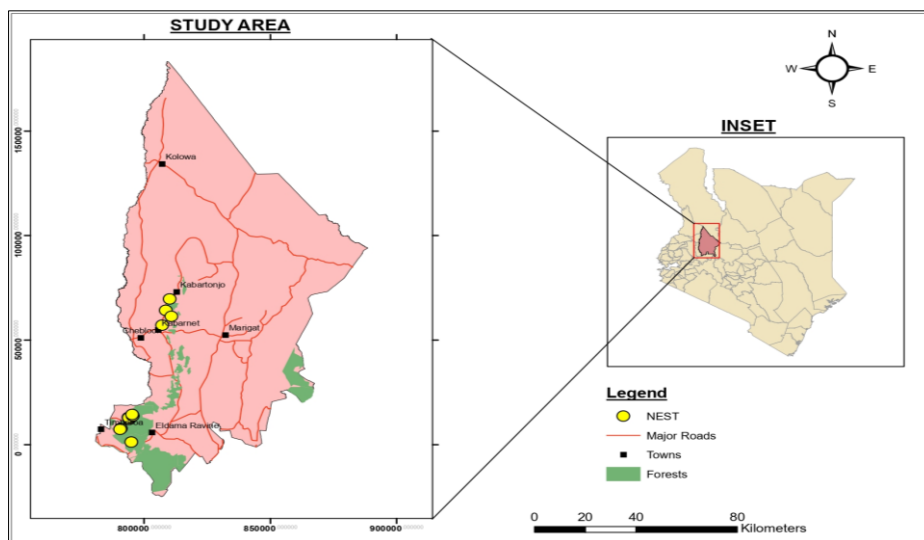 STUDY AREA
Kolowa
Kabartonjo
Kabarnet
Marigat
Eldama Ravine
150000
100000
50000
0
800000
850000
900000
N
W
E
S
INSET
Legend
NEST
Major Roads
Towns
Forests
0
20
40
60
80
Kilometers